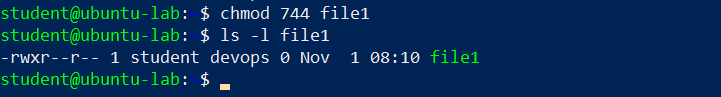 student@ubuntu-lab:~$ chmod 744 file1
student@ubuntu-lab:~$ ls -l file1
-rwxr--r-- 1 student devops 0 Nov  1 08:10 file1
student@ubuntu-lab:~$